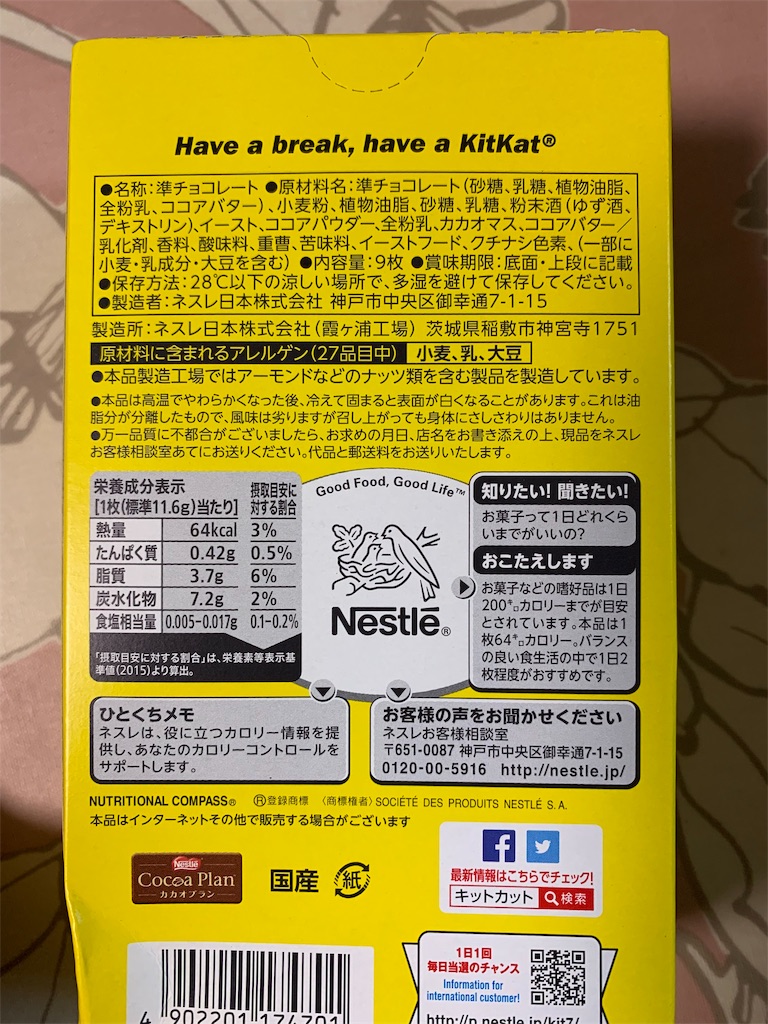 Have a break, have a KitKat®
●名称：準チョコレート ●原材料名：準チョコレート（砂糖、乳糖、植物油脂、
全粉乳、ココアバター）、小麦粉、植物油脂、砂糖、乳糖、粉末酒（ゆず酒、
デキストリン）、イースト、ココアパウダー、全粉乳、カカオマス、ココアバター／
乳化剤、香料、酸味料、重曹、苦味料、イーストフード、クチナシ色素、（一部に
小麦・乳成分・大豆を含む） ●内容量：9枚 ●賞味期限：底面・上段に記載
●保存方法：28℃以下の涼しい場所で、多湿を避けて保存してください。
●製造者：ネスレ日本株式会社 神戸市中央区御幸通7-1-15
製造所：ネスレ日本株式会社（霞ヶ浦工場） 茨城県稲敷市神宮寺1751
原材料に含まれるアレルゲン（27品目中） 小麦、乳、大豆
●本品製造工場ではアーモンドなどのナッツ類を含む製品を製造しています。
●本品は高温でやわらかくなった後、冷えて固まると表面が白くなることがあります。これは油
脂分が分離したもので、風味は劣りますが召し上がっても身体にさしさわりはありません。
●万一品質に不都合がございましたら、お求めの月日、店名をお書き添えの上、現品をネスレ
お客様相談室あてにお送りください。代品と郵送料をお送りいたします。
栄養成分表示
[1枚（標準11.6g）当たり]
摂取目安に
対する割合
熱量 64kcal 3%
たんぱく質 0.42g 0.5%
脂質 3.7g 6%
炭水化物 7.2g 2%
食塩相当量 0.005-0.017g 0.1-0.2%
「摂取目安に対する割合」は、栄養素等表示基
準値（2015）より算出。
Good Food, Good Life™
Nestlé®
知りたい！ 聞きたい！
お菓子って1日どれくら
いまでがいいの？
おこたえします
お菓子などの嗜好品は1日
200㌔カロリーまでが目安
とされています。本品は1
枚64㌔カロリー。バランス
の良い食生活の中で1日2
枚程度がおすすめです。
ひとくちメモ
ネスレは、役に立つカロリー情報を提
供し、あなたのカロリーコントロールを
サポートします。
お客様の声をお聞かせください
ネスレお客様相談室
〒651-0087 神戸市中央区御幸通7-1-15
0120-00-5916 http://nestle.jp/
NUTRITIONAL COMPASS® Ⓡ登録商標 〈商標権者〉SOCIÉTÉ DES PRODUITS NESTLÉ S.A.
本品はインターネットその他で販売する場合がございます
Nestlé
Cocoa Plan
カカオプラン
国産
紙
最新情報はこちらでチェック！
キットカット 検索
1日1回
毎日当選のチャンス
Information for
international customer!
http://p.nestle.jp/kit7/
4 902201 174701